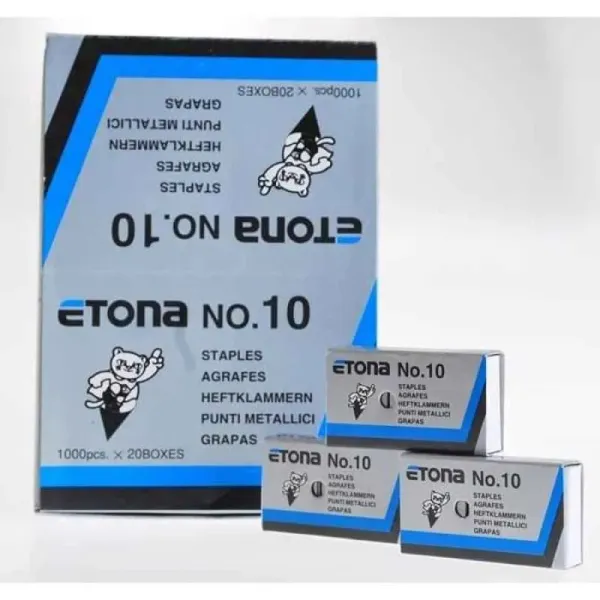 1000pcs. × 20BOXES
GRAPAS
PUNTI METALLICI
HEFTKLAMMERN
AGRAFES
STAPLES
ETONA NO.10
ETONA NO.10
STAPLES
AGRAFES
HEFTKLAMMERN
PUNTI METALLICI
GRAPAS
1000pcs. × 20BOXES
ETONA No.10
STAPLES
AGRAFES
HEFTKLAMMERN
PUNTI METALLICI
GRAPAS
ETONA No.10
STAPLES
AGRAFES
HEFTKLAMMERN
PUNTI METALLICI
GRAPAS
ETONA No.10
STAPLES
AGRAFES
HEFTKLAMMERN
PUNTI METALLICI
GRAPAS